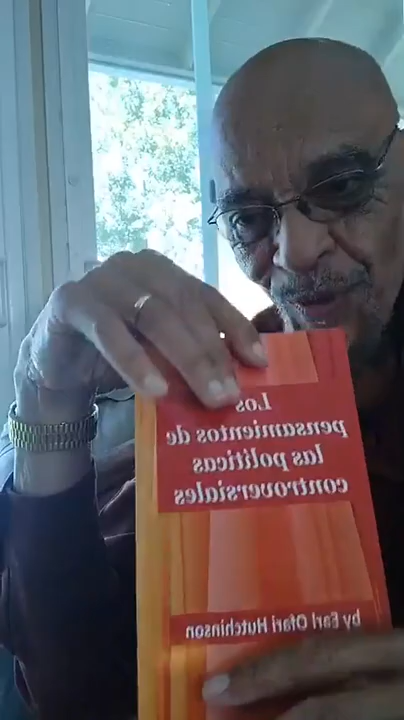 Los
pensamientos de
las políticas
controversiales
by Earl Ofari Hutchinson